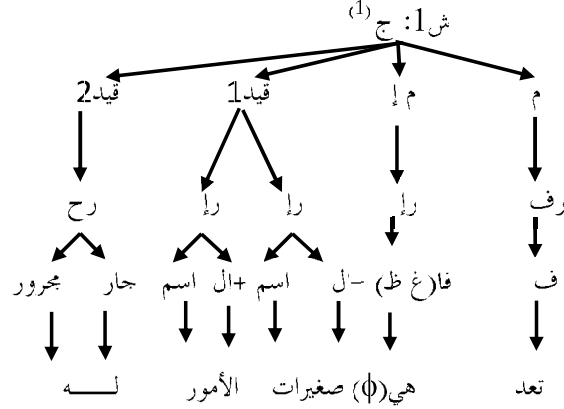 ش1: ج (1)
م م إ قيد1 قيد2
رف رإ رإ رإ رح
ف فا(غ ظ) -ال اسم +ال اسم جار مجرور
تعد هي(ϕ) صغيرات الأمور لــــه